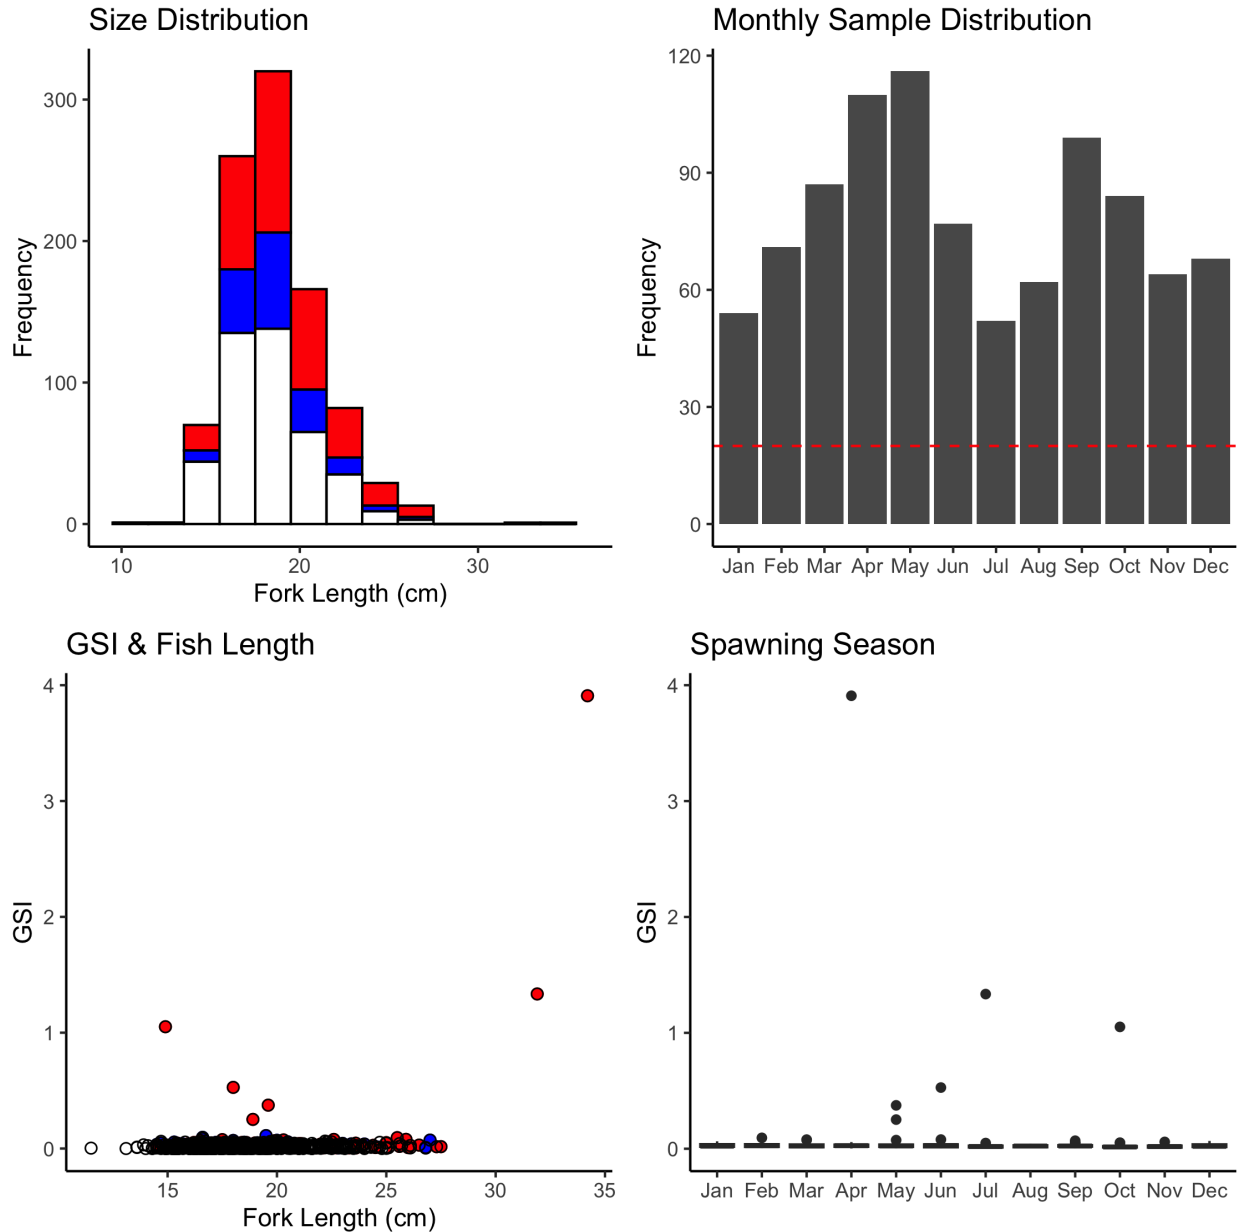 Size Distribution
Frequency
300
200
100
0
10 20 30
Fork Length (cm)
Monthly Sample Distribution
Frequency
120
90
60
30
0
Jan Feb Mar Apr May Jun Jul Aug Sep Oct Nov Dec
GSI & Fish Length
GSI
4
3
2
1
0
15 20 25 30 35
Fork Length (cm)
Spawning Season
GSI
4
3
2
1
0
Jan Feb Mar Apr May Jun Jul Aug Sep Oct Nov Dec